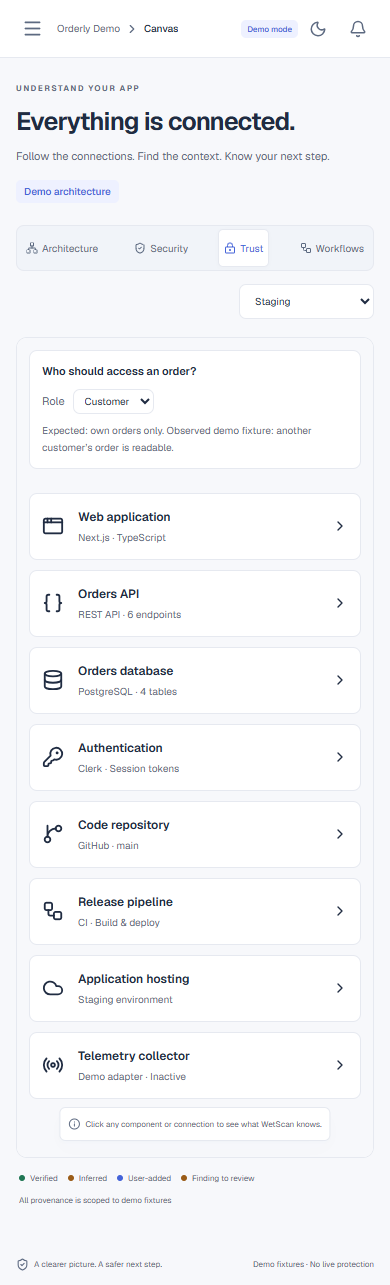 Orderly Demo > Canvas
Demo mode
UNDERSTAND YOUR APP
Everything is connected.
Follow the connections. Find the context. Know your next step.
Demo architecture
Architecture
Security
Trust
Workflows
Staging
Who should access an order?
Role
Customer
Expected: own orders only. Observed demo fixture: another
customer's order is readable.
Web application
Next.js · TypeScript
Orders API
REST API · 6 endpoints
Orders database
PostgreSQL · 4 tables
Authentication
Clerk · Session tokens
Code repository
GitHub · main
Release pipeline
CI · Build & deploy
Application hosting
Staging environment
Telemetry collector
Demo adapter · Inactive
Click any component or connection to see what WetScan knows.
Verified
Inferred
User-added
Finding to review
All provenance is scoped to demo fixtures
A clearer picture. A safer next step.
Demo fixtures · No live protection